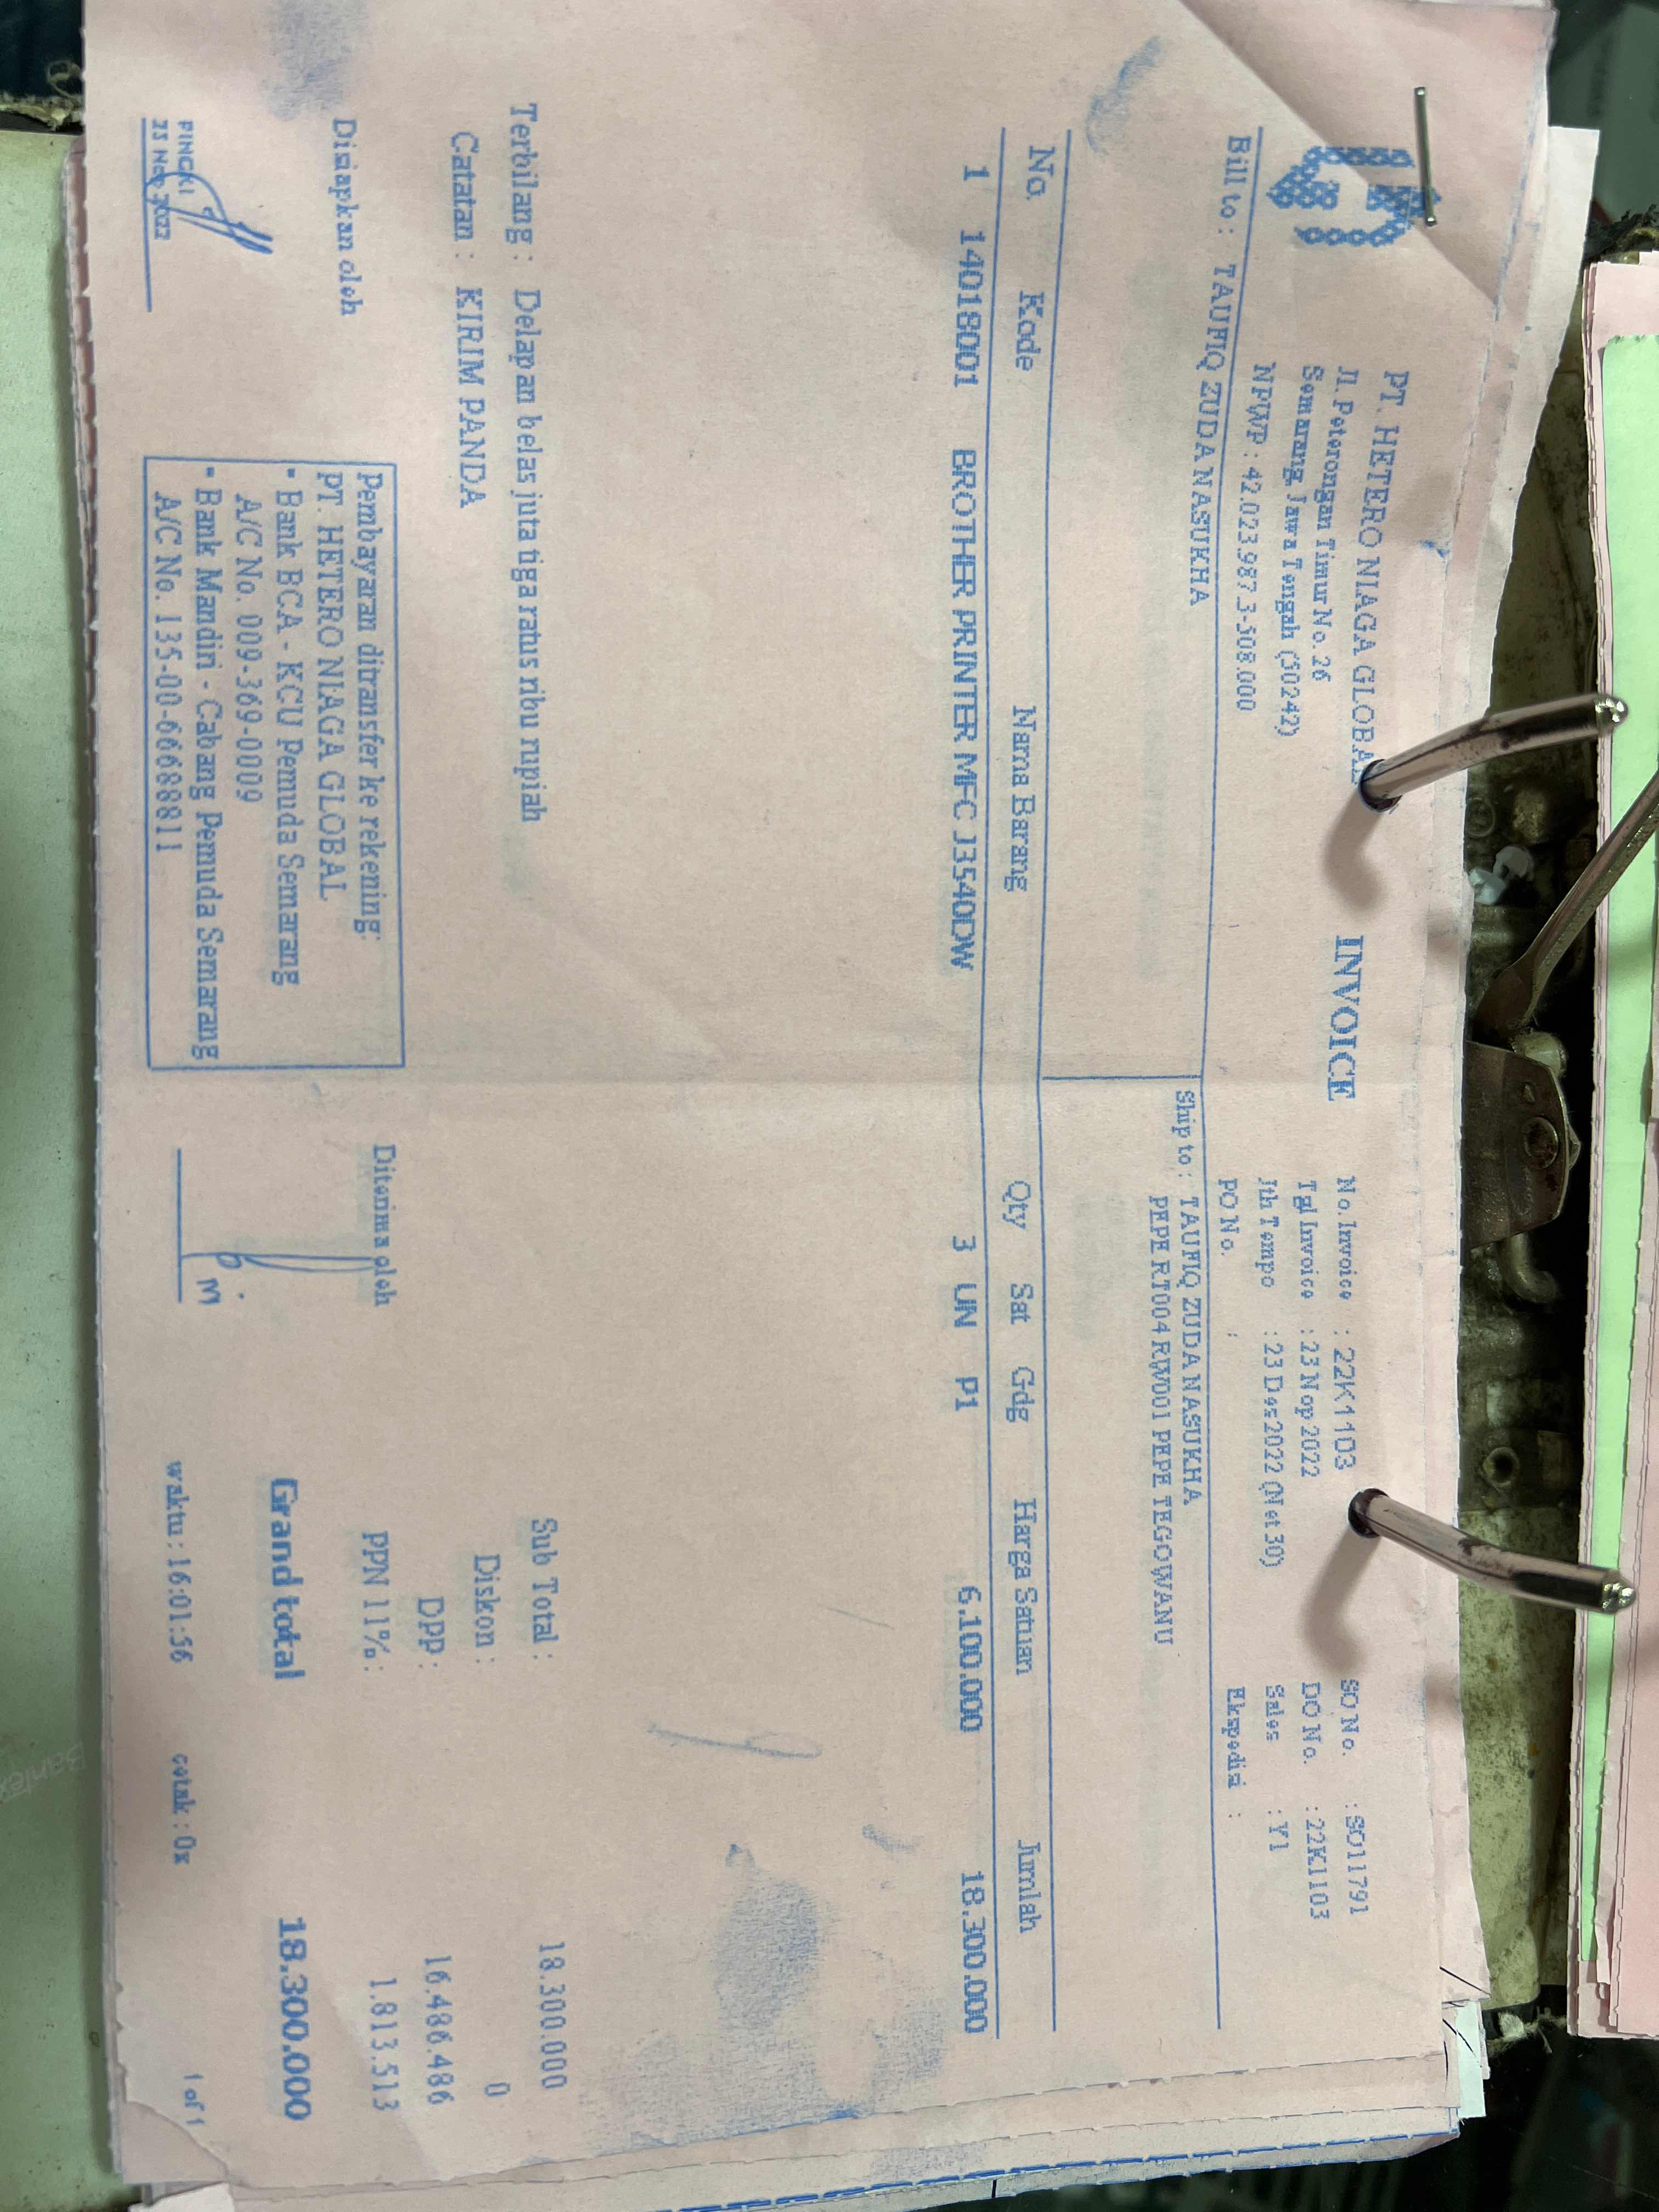 PT. HETERO NIAGA GLOBAL
Jl. Peterongan Timur No. 26
Semarang Jawa Tengah (50242)
NPWP : 42.023.987.3-508.000
INVOICE
No. Invoice : 22K1103
Tgl Invoice : 23 Nop 2022
Jth Tempo : 23 Des 2022 (Net 30)
PO No. :
SO No. : SO11791
DO No. : 22K1103
Sales : Y1
Ekspedisi :
Bill to : TAUFIQ ZUDA NASUKHA
Ship to : TAUFIQ ZUDA NASUKHA
PEPE RT004 RW001 PEPE TEGOWANU
No. Kode Nama Barang Qty Sat Gdg Harga Satuan Jumlah
1 14018001 BROTHER PRINTER MFC J3540DW 3 UN P1 6.100.000 18.300.000
Terbilang : Delapan belas juta tiga ratus ribu rupiah
Catatan : KIRIM PANDA
Sub Total : 18.300.000
Diskon : 0
DPP : 16.486.486
PPN 11% : 1.813.513
Grand total 18.300.000
Disiapkan oleh
PINGKI
Nop 2022
Pembayaran ditransfer ke rekening:
PT. HETERO NIAGA GLOBAL
* Bank BCA - KCU Pemuda Semarang
A/C No. 009-369-0009
* Bank Mandiri - Cabang Pemuda Semarang
A/C No. 135-00-6668881 1
Diterima oleh
waktu : 16:01:56 cetak : 0x
1 of 1
Bantex